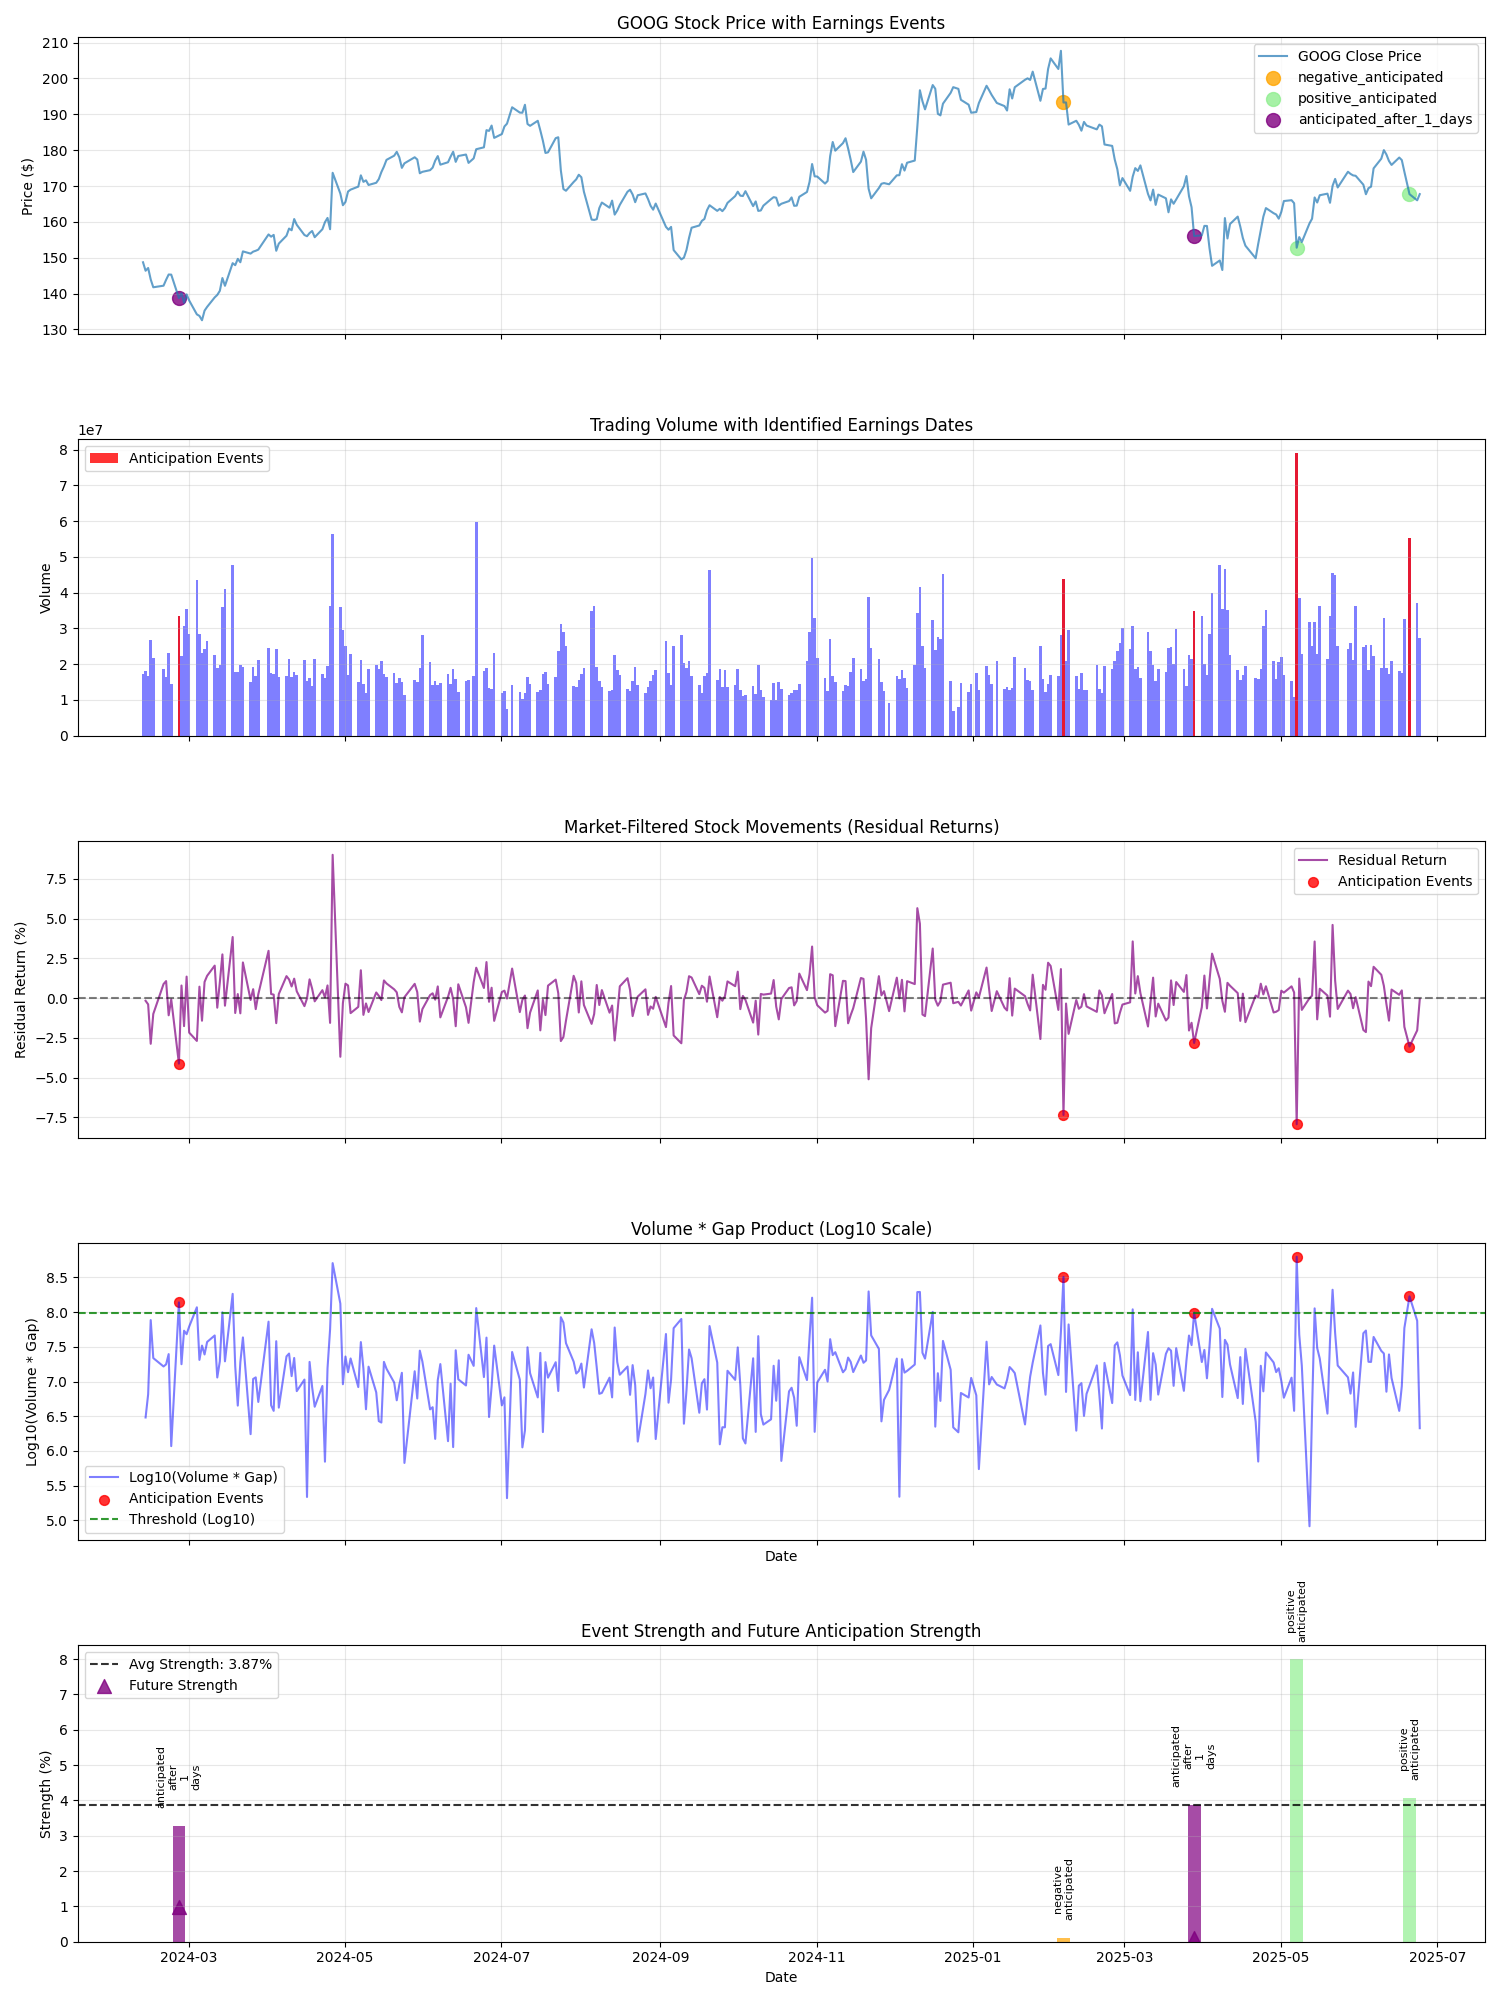 GOOG Stock Price with Earnings Events
210
200
190
180
170
160
150
140
130
Price ($)
GOOG Close Price
negative_anticipated
positive_anticipated
anticipated_after_1_days
Trading Volume with Identified Earnings Dates
1e7
8
7
6
5
4
3
2
1
0
Volume
Anticipation Events
Market-Filtered Stock Movements (Residual Returns)
7.5
5.0
2.5
0.0
−2.5
−5.0
−7.5
Residual Return (%)
Residual Return
Anticipation Events
Volume * Gap Product (Log10 Scale)
8.5
8.0
7.5
7.0
6.5
6.0
5.5
5.0
Log10(Volume * Gap)
Log10(Volume * Gap)
Anticipation Events
Threshold (Log10)
Date
Event Strength and Future Anticipation Strength
8
7
6
5
4
3
2
1
0
Strength (%)
Avg Strength: 3.87%
Future Strength
anticipated
after
1
days
negative
anticipated
anticipated
after
1
days
positive
anticipated
positive
anticipated
2024-03
2024-05
2024-07
2024-09
2024-11
2025-01
2025-03
2025-05
2025-07
Date